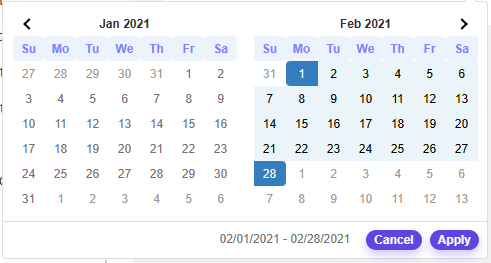 Jan 2021
Su Mo Tu We Th Fr Sa
27 28 29 30 31 1 2
3 4 5 6 7 8 9
10 11 12 13 14 15 16
17 18 19 20 21 22 23
24 25 26 27 28 29 30
31 1 2 3 4 5 6
Feb 2021
Su Mo Tu We Th Fr Sa
31 1 2 3 4 5 6
7 8 9 10 11 12 13
14 15 16 17 18 19 20
21 22 23 24 25 26 27
28 1 2 3 4 5 6
7 8 9 10 11 12 13
02/01/2021 - 02/28/2021 Cancel Apply